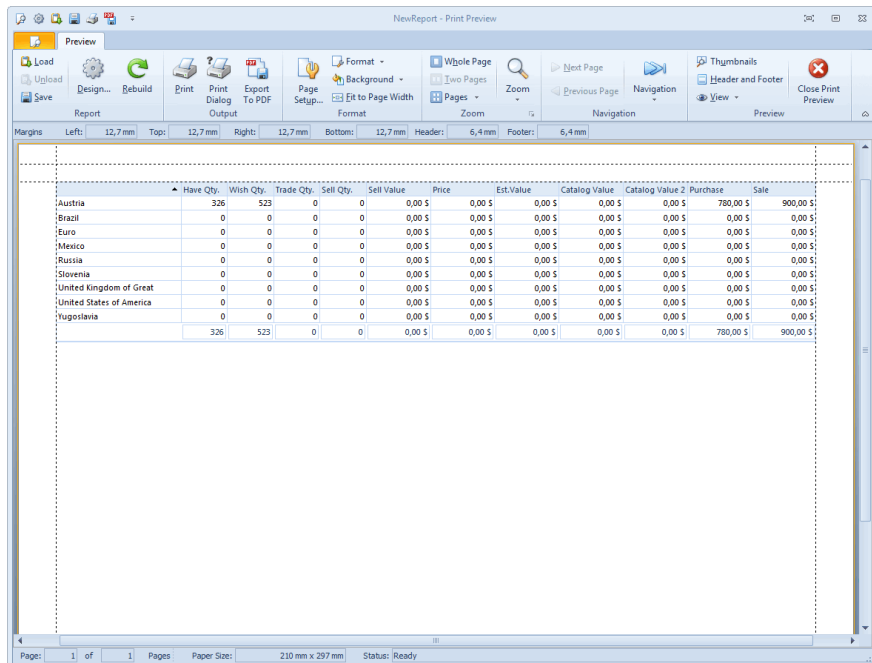 NewReport - Print Preview
Preview
Load
Unload
Save
Design...
Rebuild
Report
Print
Print Dialog
Export To PDF
Output
Page Setup...
Format
Background
Fit to Page Width
Format
Whole Page
Two Pages
Pages
Zoom
Zoom
Next Page
Previous Page
Navigation
Navigation
Thumbnails
Header and Footer
View
Preview
Close Print Preview
Margins Left: 12,7 mm Top: 12,7 mm Right: 12,7 mm Bottom: 12,7 mm Header: 6,4 mm Footer: 6,4 mm
Have Qty. Wish Qty. Trade Qty. Sell Qty. Sell Value Price Est.Value Catalog Value Catalog Value 2 Purchase Sale
Austria 326 523 0 0 0,00 $ 0,00 $ 0,00 $ 0,00 $ 0,00 $ 780,00 $ 900,00 $
Brazil 0 0 0 0 0,00 $ 0,00 $ 0,00 $ 0,00 $ 0,00 $ 0,00 $ 0,00 $
Euro 0 0 0 0 0,00 $ 0,00 $ 0,00 $ 0,00 $ 0,00 $ 0,00 $ 0,00 $
Mexico 0 0 0 0 0,00 $ 0,00 $ 0,00 $ 0,00 $ 0,00 $ 0,00 $ 0,00 $
Russia 0 0 0 0 0,00 $ 0,00 $ 0,00 $ 0,00 $ 0,00 $ 0,00 $ 0,00 $
Slovenia 0 0 0 0 0,00 $ 0,00 $ 0,00 $ 0,00 $ 0,00 $ 0,00 $ 0,00 $
United Kingdom of Great 0 0 0 0 0,00 $ 0,00 $ 0,00 $ 0,00 $ 0,00 $ 0,00 $ 0,00 $
United States of America 0 0 0 0 0,00 $ 0,00 $ 0,00 $ 0,00 $ 0,00 $ 0,00 $ 0,00 $
Yugoslavia 0 0 0 0 0,00 $ 0,00 $ 0,00 $ 0,00 $ 0,00 $ 0,00 $ 0,00 $
326 523 0 0 0,00 $ 0,00 $ 0,00 $ 0,00 $ 0,00 $ 780,00 $ 900,00 $
Page: 1 of 1 Pages Paper Size: 210 mm x 297 mm Status: Ready